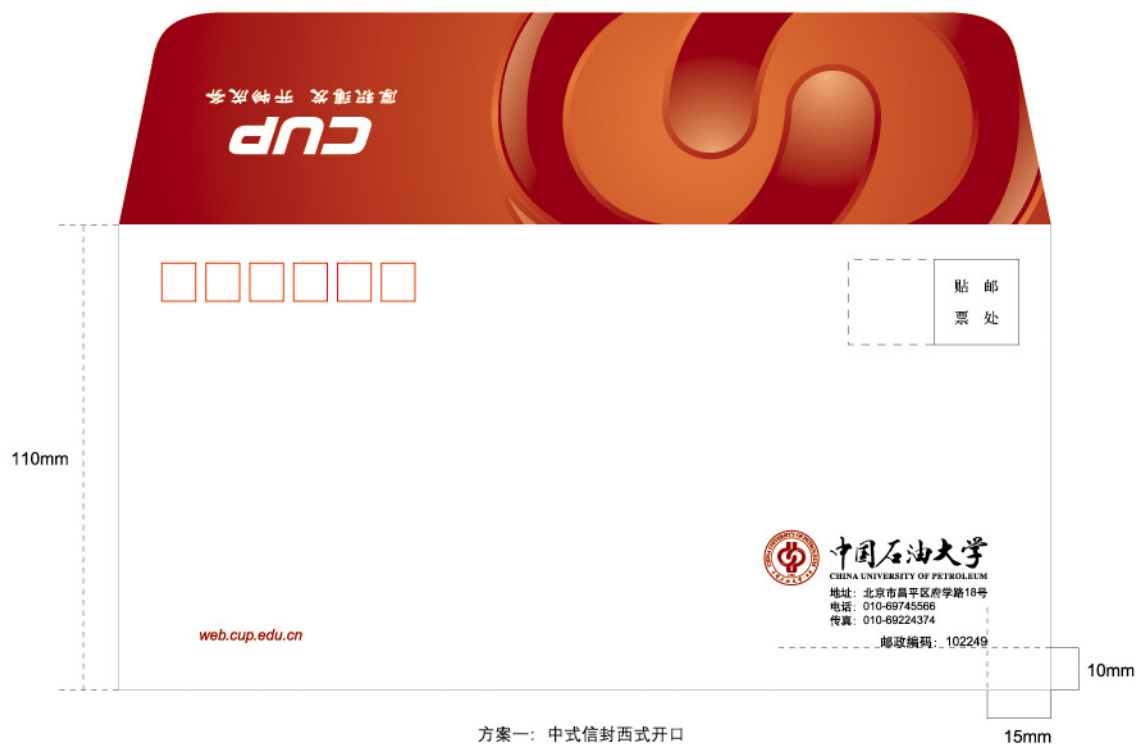 厚积薄发 开物成务
CUP
贴 邮
票 处
110mm
中国石油大学
CHINA UNIVERSITY OF PETROLEUM
地址：北京市昌平区府学路18号
电话：010-69745566
传真：010-69224374
web.cup.edu.cn
邮政编码：102249
10mm
15mm
方案一：中式信封西式开口